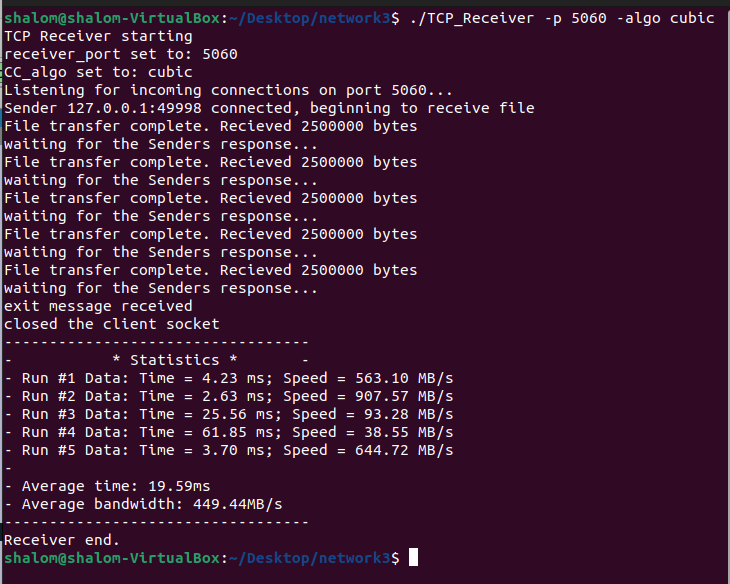 shalom@shalom-VirtualBox:~/Desktop/network3$ ./TCP_Receiver -p 5060 -algo cubic
TCP Receiver starting
receiver_port set to: 5060
CC_algo set to: cubic
Listening for incoming connections on port 5060...
Sender 127.0.0.1:49998 connected, beginning to receive file
File transfer complete. Recieved 2500000 bytes
waiting for the Senders response...
File transfer complete. Recieved 2500000 bytes
waiting for the Senders response...
File transfer complete. Recieved 2500000 bytes
waiting for the Senders response...
File transfer complete. Recieved 2500000 bytes
waiting for the Senders response...
File transfer complete. Recieved 2500000 bytes
waiting for the Senders response...
exit message received
closed the client socket
----------------------------------
-           * Statistics *       -
- Run #1 Data: Time = 4.23 ms; Speed = 563.10 MB/s
- Run #2 Data: Time = 2.63 ms; Speed = 907.57 MB/s
- Run #3 Data: Time = 25.56 ms; Speed = 93.28 MB/s
- Run #4 Data: Time = 61.85 ms; Speed = 38.55 MB/s
- Run #5 Data: Time = 3.70 ms; Speed = 644.72 MB/s
-
- Average time: 19.59ms
- Average bandwidth: 449.44MB/s
----------------------------------
Receiver end.
shalom@shalom-VirtualBox:~/Desktop/network3$